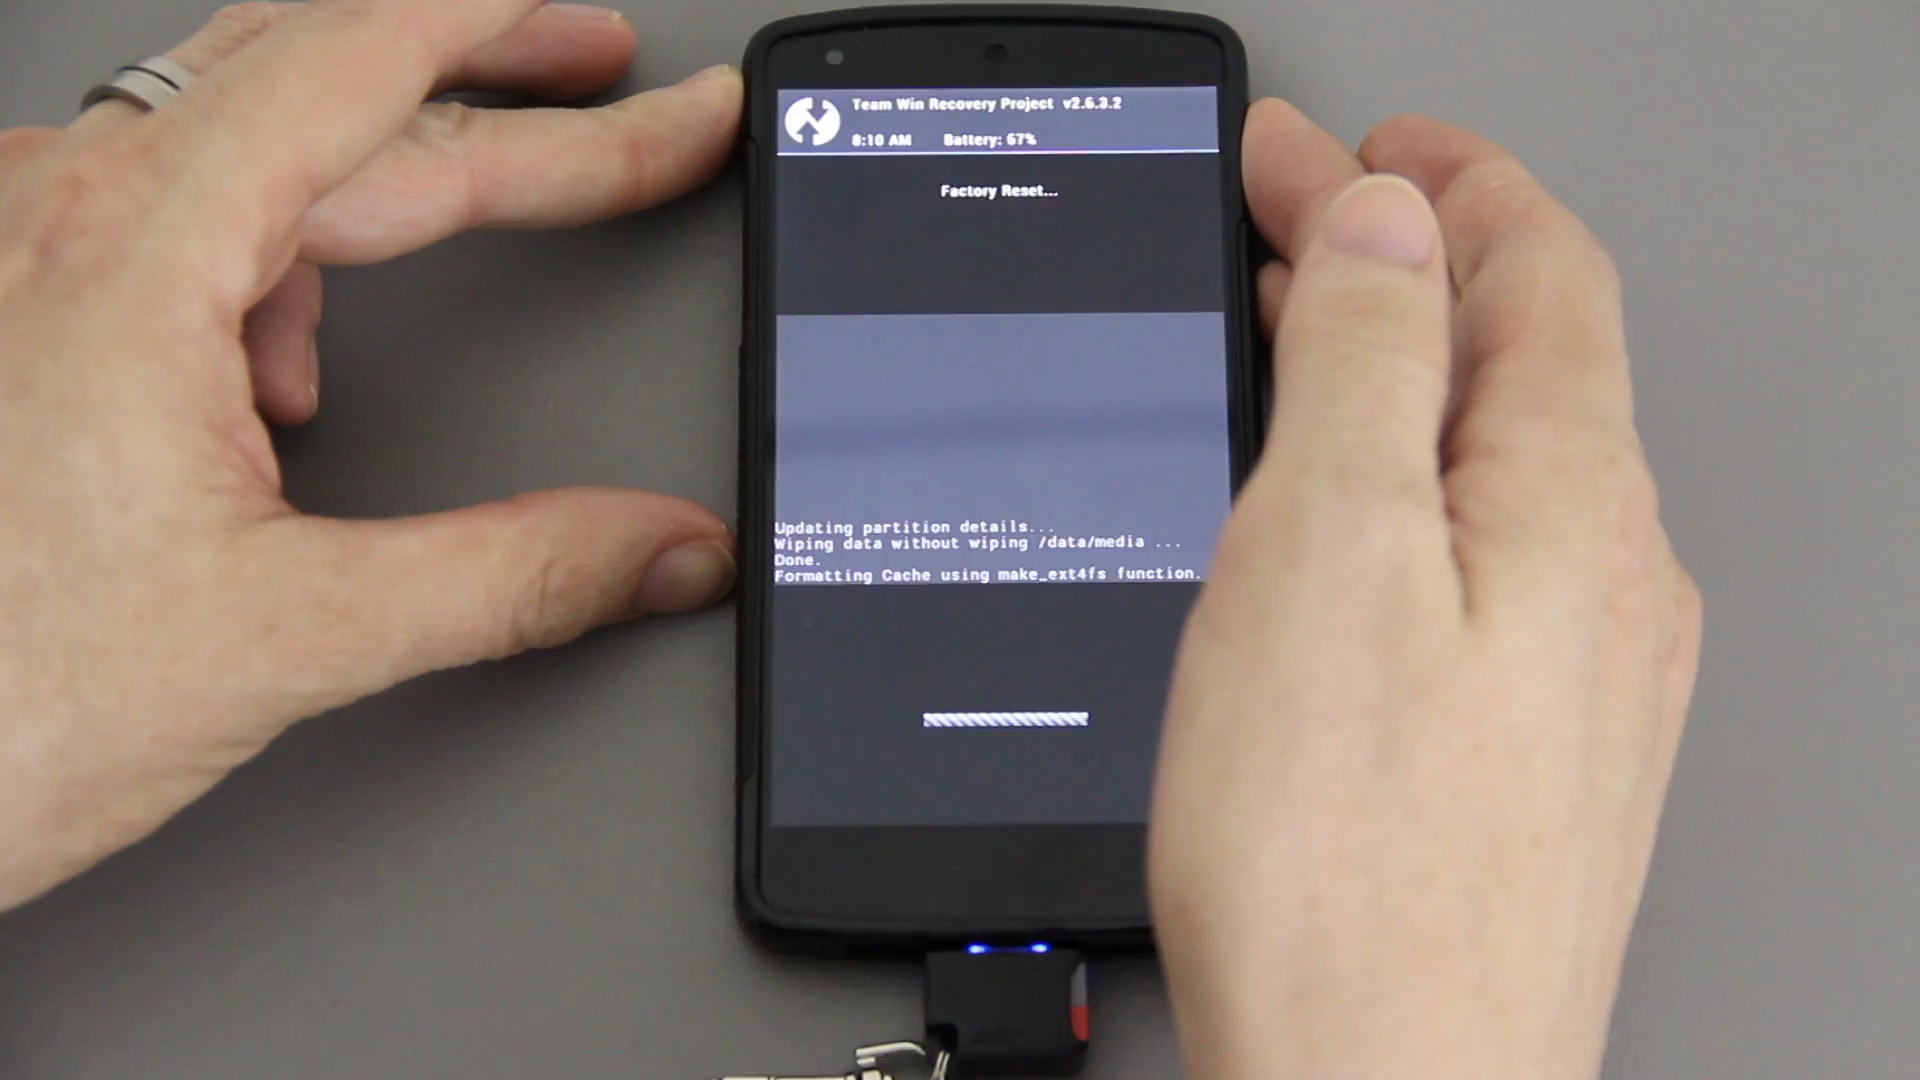 Team Win Recovery Project v2.6.3.2
8:10 AM Battery: 67%
Factory Reset...
Updating partition details...
Wiping data without wiping /data/media ...
Done.
Formatting Cache using make_ext4fs function.